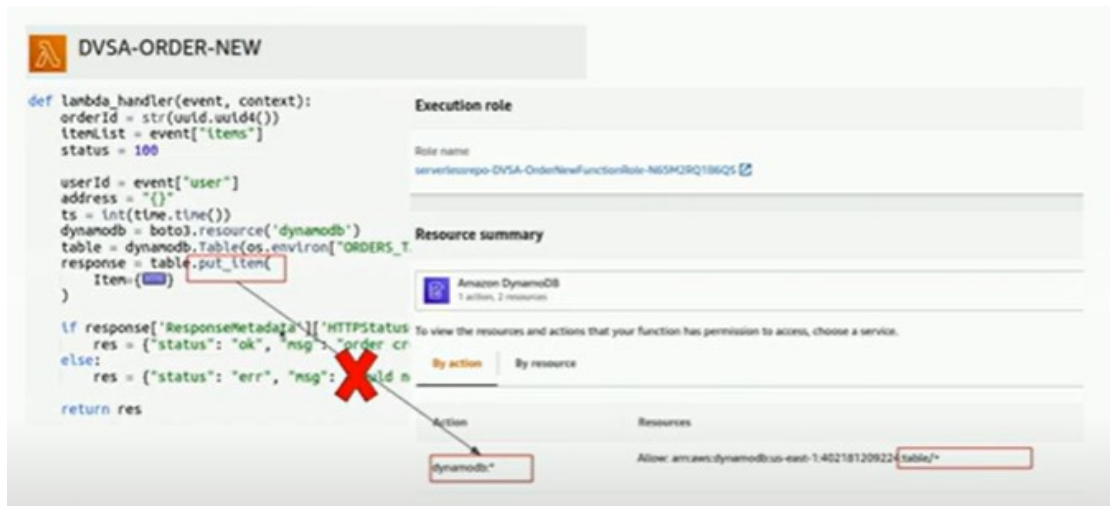 DVSA-ORDER-NEW
def lambda_handler(event, context):
orderId = str(uuid.uuid4())
itemList = event["items"]
status = 100
userId = event["user"]
address = "{}"
ts = int(time.time())
dynamodb = boto3.resource('dynamodb')
table = dynamodb.Table(os.environ["ORDERS_T
response = table.put_item(
Item={
}
)
if response['ResponseMetadata']['HTTPStatus
res = {"status": "ok", "msg": "order cr
else:
res = {"status": "err", "msg":
return res
Execution role
Role name
Resource summary
Amazon DynamoDB
1 action, 2 resources
To view the resources and actions that your function has permission to access, choose a service.
By action By resource
Action Resources
dynamodb:* Allow: arn:aws:dynamodb:us-east-1:402181209224:table/*